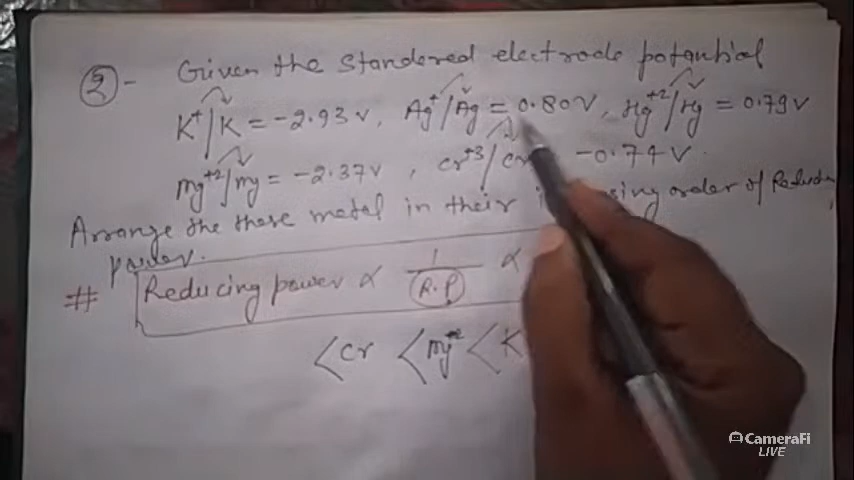 ② - Given the standered electrode potential
K⁺/K = -2.93 V, Ag⁺/Ag = 0.80V, Hg⁺²/Hg = 0.79 V
mg⁺²/mg = -2.37 V, cr⁺³/cr -0.74 V.
Arrange the these metal in their order of
power.
# Reducing power ∝ 1/(R.P) ∝
< cr < mg⁺² < K
CameraFi
LIVE